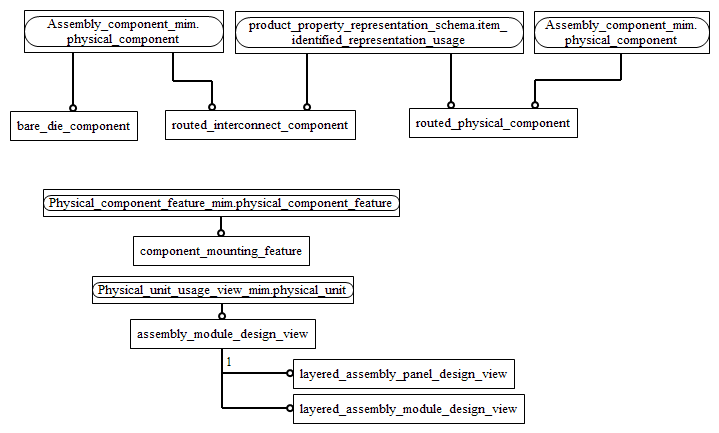 Assembly_component_mim.
physical_component
product_property_representation_schema.item_
identified_representation_usage
Assembly_component_mim.
physical_component
bare_die_component
routed_interconnect_component
routed_physical_component
Physical_component_feature_mim.physical_component_feature
component_mounting_feature
Physical_unit_usage_view_mim.physical_unit
assembly_module_design_view
1
layered_assembly_panel_design_view
layered_assembly_module_design_view